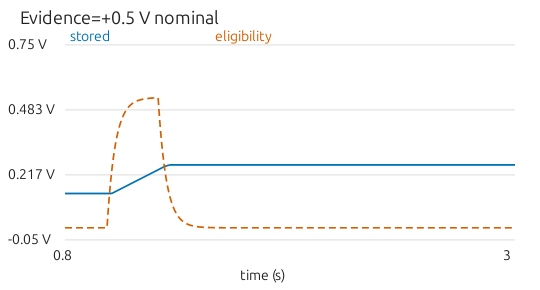 Evidence=+0.5 V nominal
stored eligibility
0.75 V
0.483 V
0.217 V
-0.05 V
0.8 3
time (s)